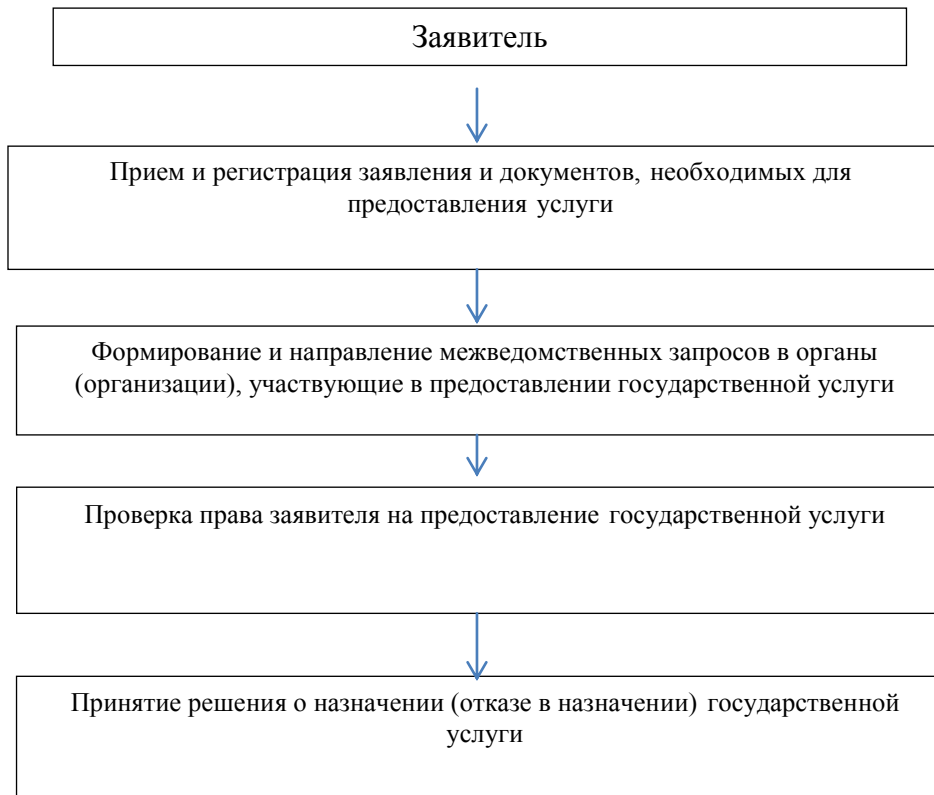 Заявитель
Прием и регистрация заявления и документов, необходимых для
предоставления услуги
Формирование и направление межведомственных запросов в органы
(организации), участвующие в предоставлении государственной услуги
Проверка права заявителя на предоставление государственной услуги
Принятие решения о назначении (отказе в назначении) государственной
услуги